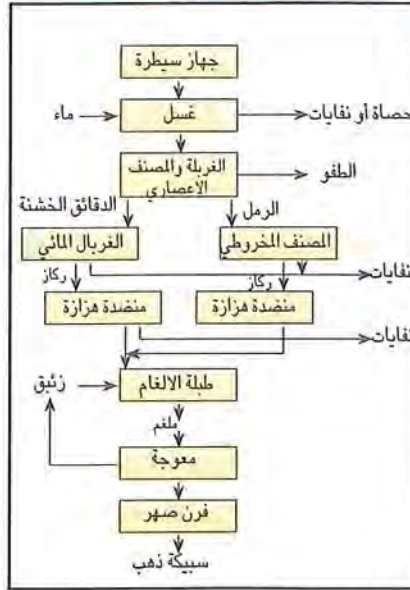 جهاز سيطرة
ماء
غسل
حصاة أو نفايات
الغربلة والمصنف
الاعصاري
الطفو
الدقائق الخشنة
الرمل
الغربال المائي
المصنف المخروطي
نفايات
ركاز
ركاز
منضدة هزازة
منضدة هزازة
نفايات
زئبق
طبلة الالغام
ملغم
معوجة
فرن صهر
سبيكة ذهب